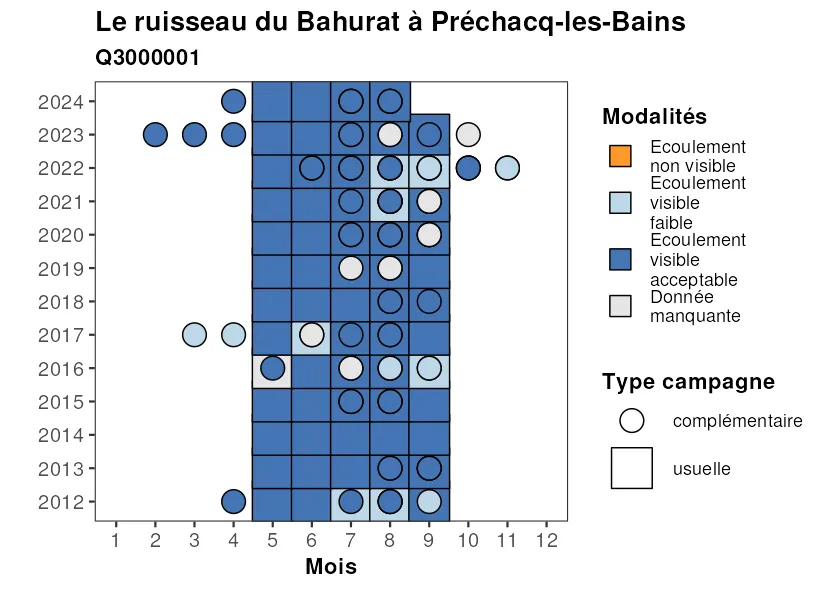 Le ruisseau du Bahurat à Préchacq-les-Bains
Q3000001
2024
2023
2022
2021
2020
2019
2018
2017
2016
2015
2014
2013
2012
1 2 3 4 5 6 7 8 9 10 11 12
Mois
Modalités
Ecoulement
non visible
Ecoulement
visible
faible
Ecoulement
visible
acceptable
Donnée
manquante
Type campagne
complémentaire
usuelle